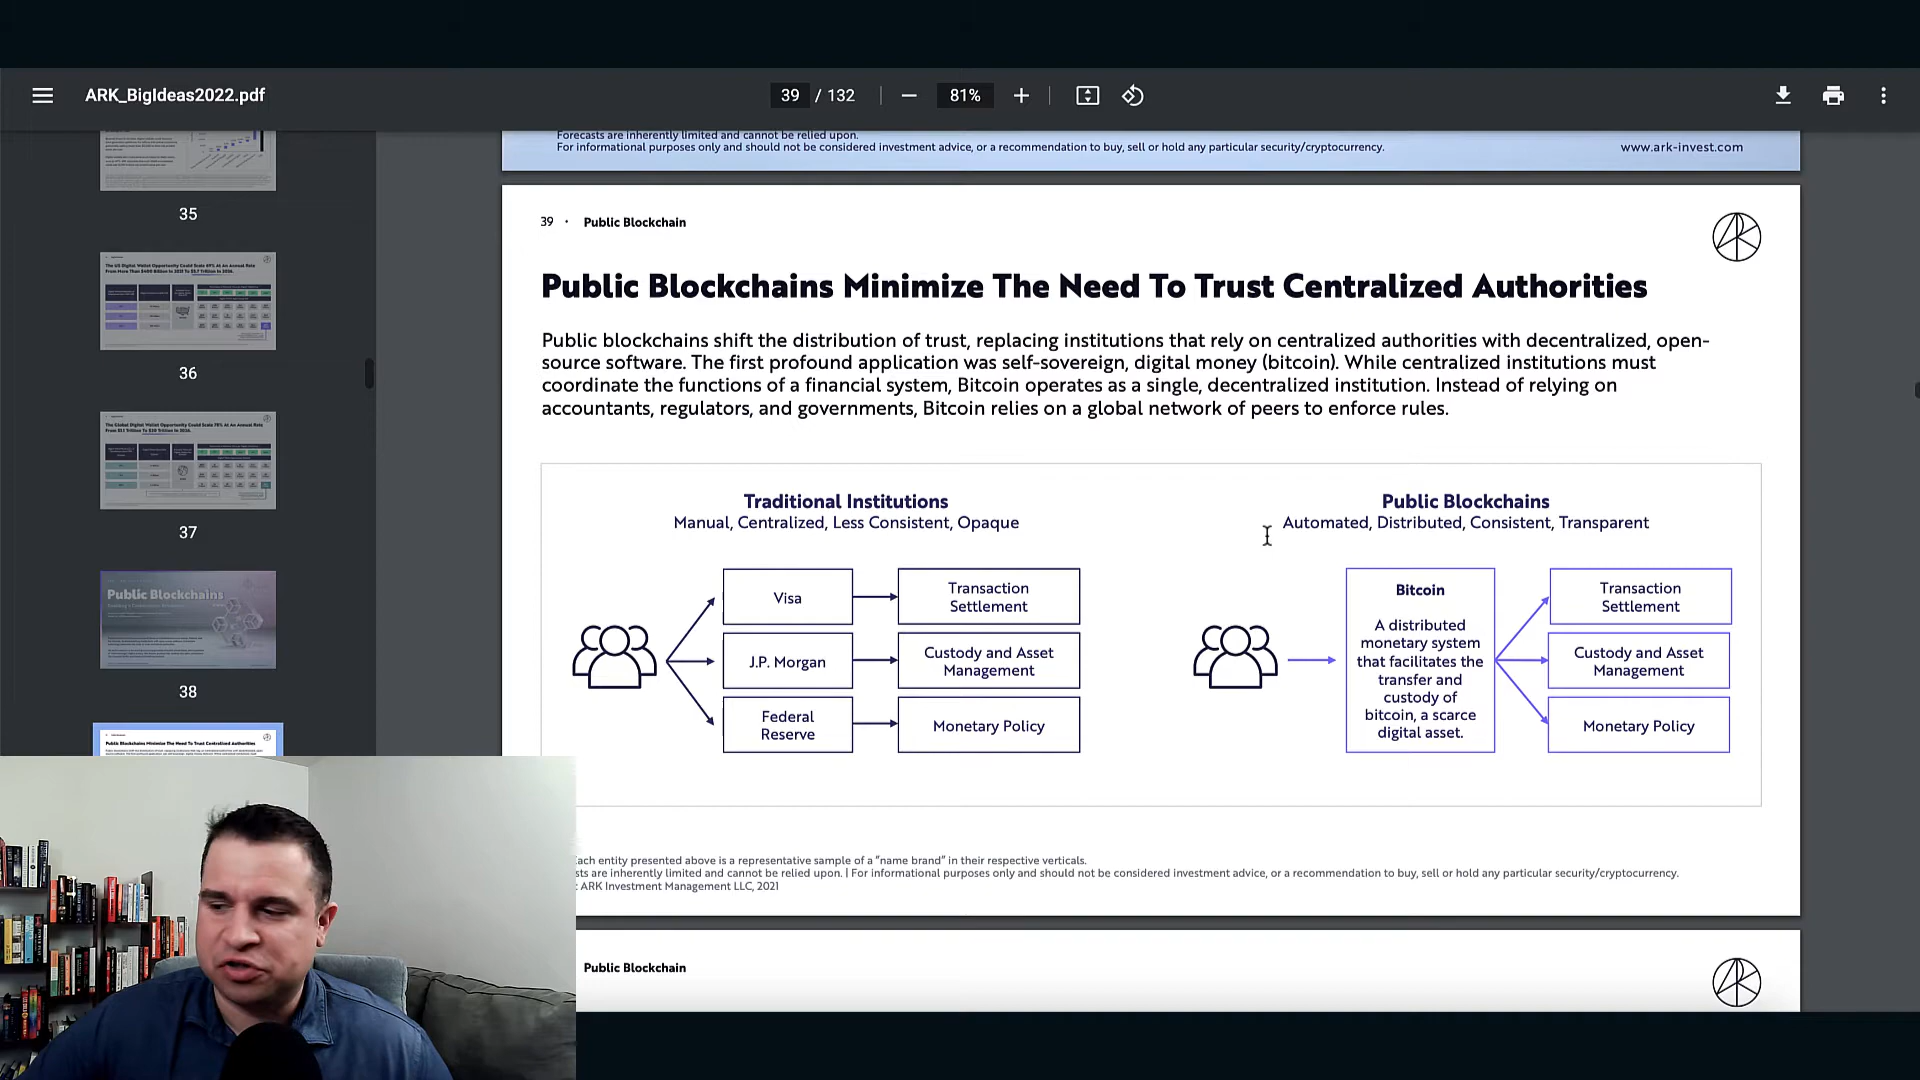 ARK_BigIdeas2022.pdf
39 / 132
81%
35
36
37
38
Public Blockchains
Forecasts are inherently limited and cannot be relied upon.
For informational purposes only and should not be considered investment advice, or a recommendation to buy, sell or hold any particular security/cryptocurrency.
www.ark-invest.com
39 · Public Blockchain
Public Blockchains Minimize The Need To Trust Centralized Authorities
Public blockchains shift the distribution of trust, replacing institutions that rely on centralized authorities with decentralized, open-
source software. The first profound application was self-sovereign, digital money (bitcoin). While centralized institutions must
coordinate the functions of a financial system, Bitcoin operates as a single, decentralized institution. Instead of relying on
accountants, regulators, and governments, Bitcoin relies on a global network of peers to enforce rules.
Traditional Institutions
Manual, Centralized, Less Consistent, Opaque
Visa
Transaction
Settlement
J.P. Morgan
Custody and Asset
Management
Federal
Reserve
Monetary Policy
Public Blockchains
Automated, Distributed, Consistent, Transparent
Bitcoin
A distributed
monetary system
that facilitates the
transfer and
custody of
bitcoin, a scarce
digital asset.
Transaction
Settlement
Custody and Asset
Management
Monetary Policy
Each entity presented above is a representative sample of a "name brand" in their respective verticals.
sts are inherently limited and cannot be relied upon. | For informational purposes only and should not be considered investment advice, or a recommendation to buy, sell or hold any particular security/cryptocurrency.
: ARK Investment Management LLC, 2021
Public Blockchain